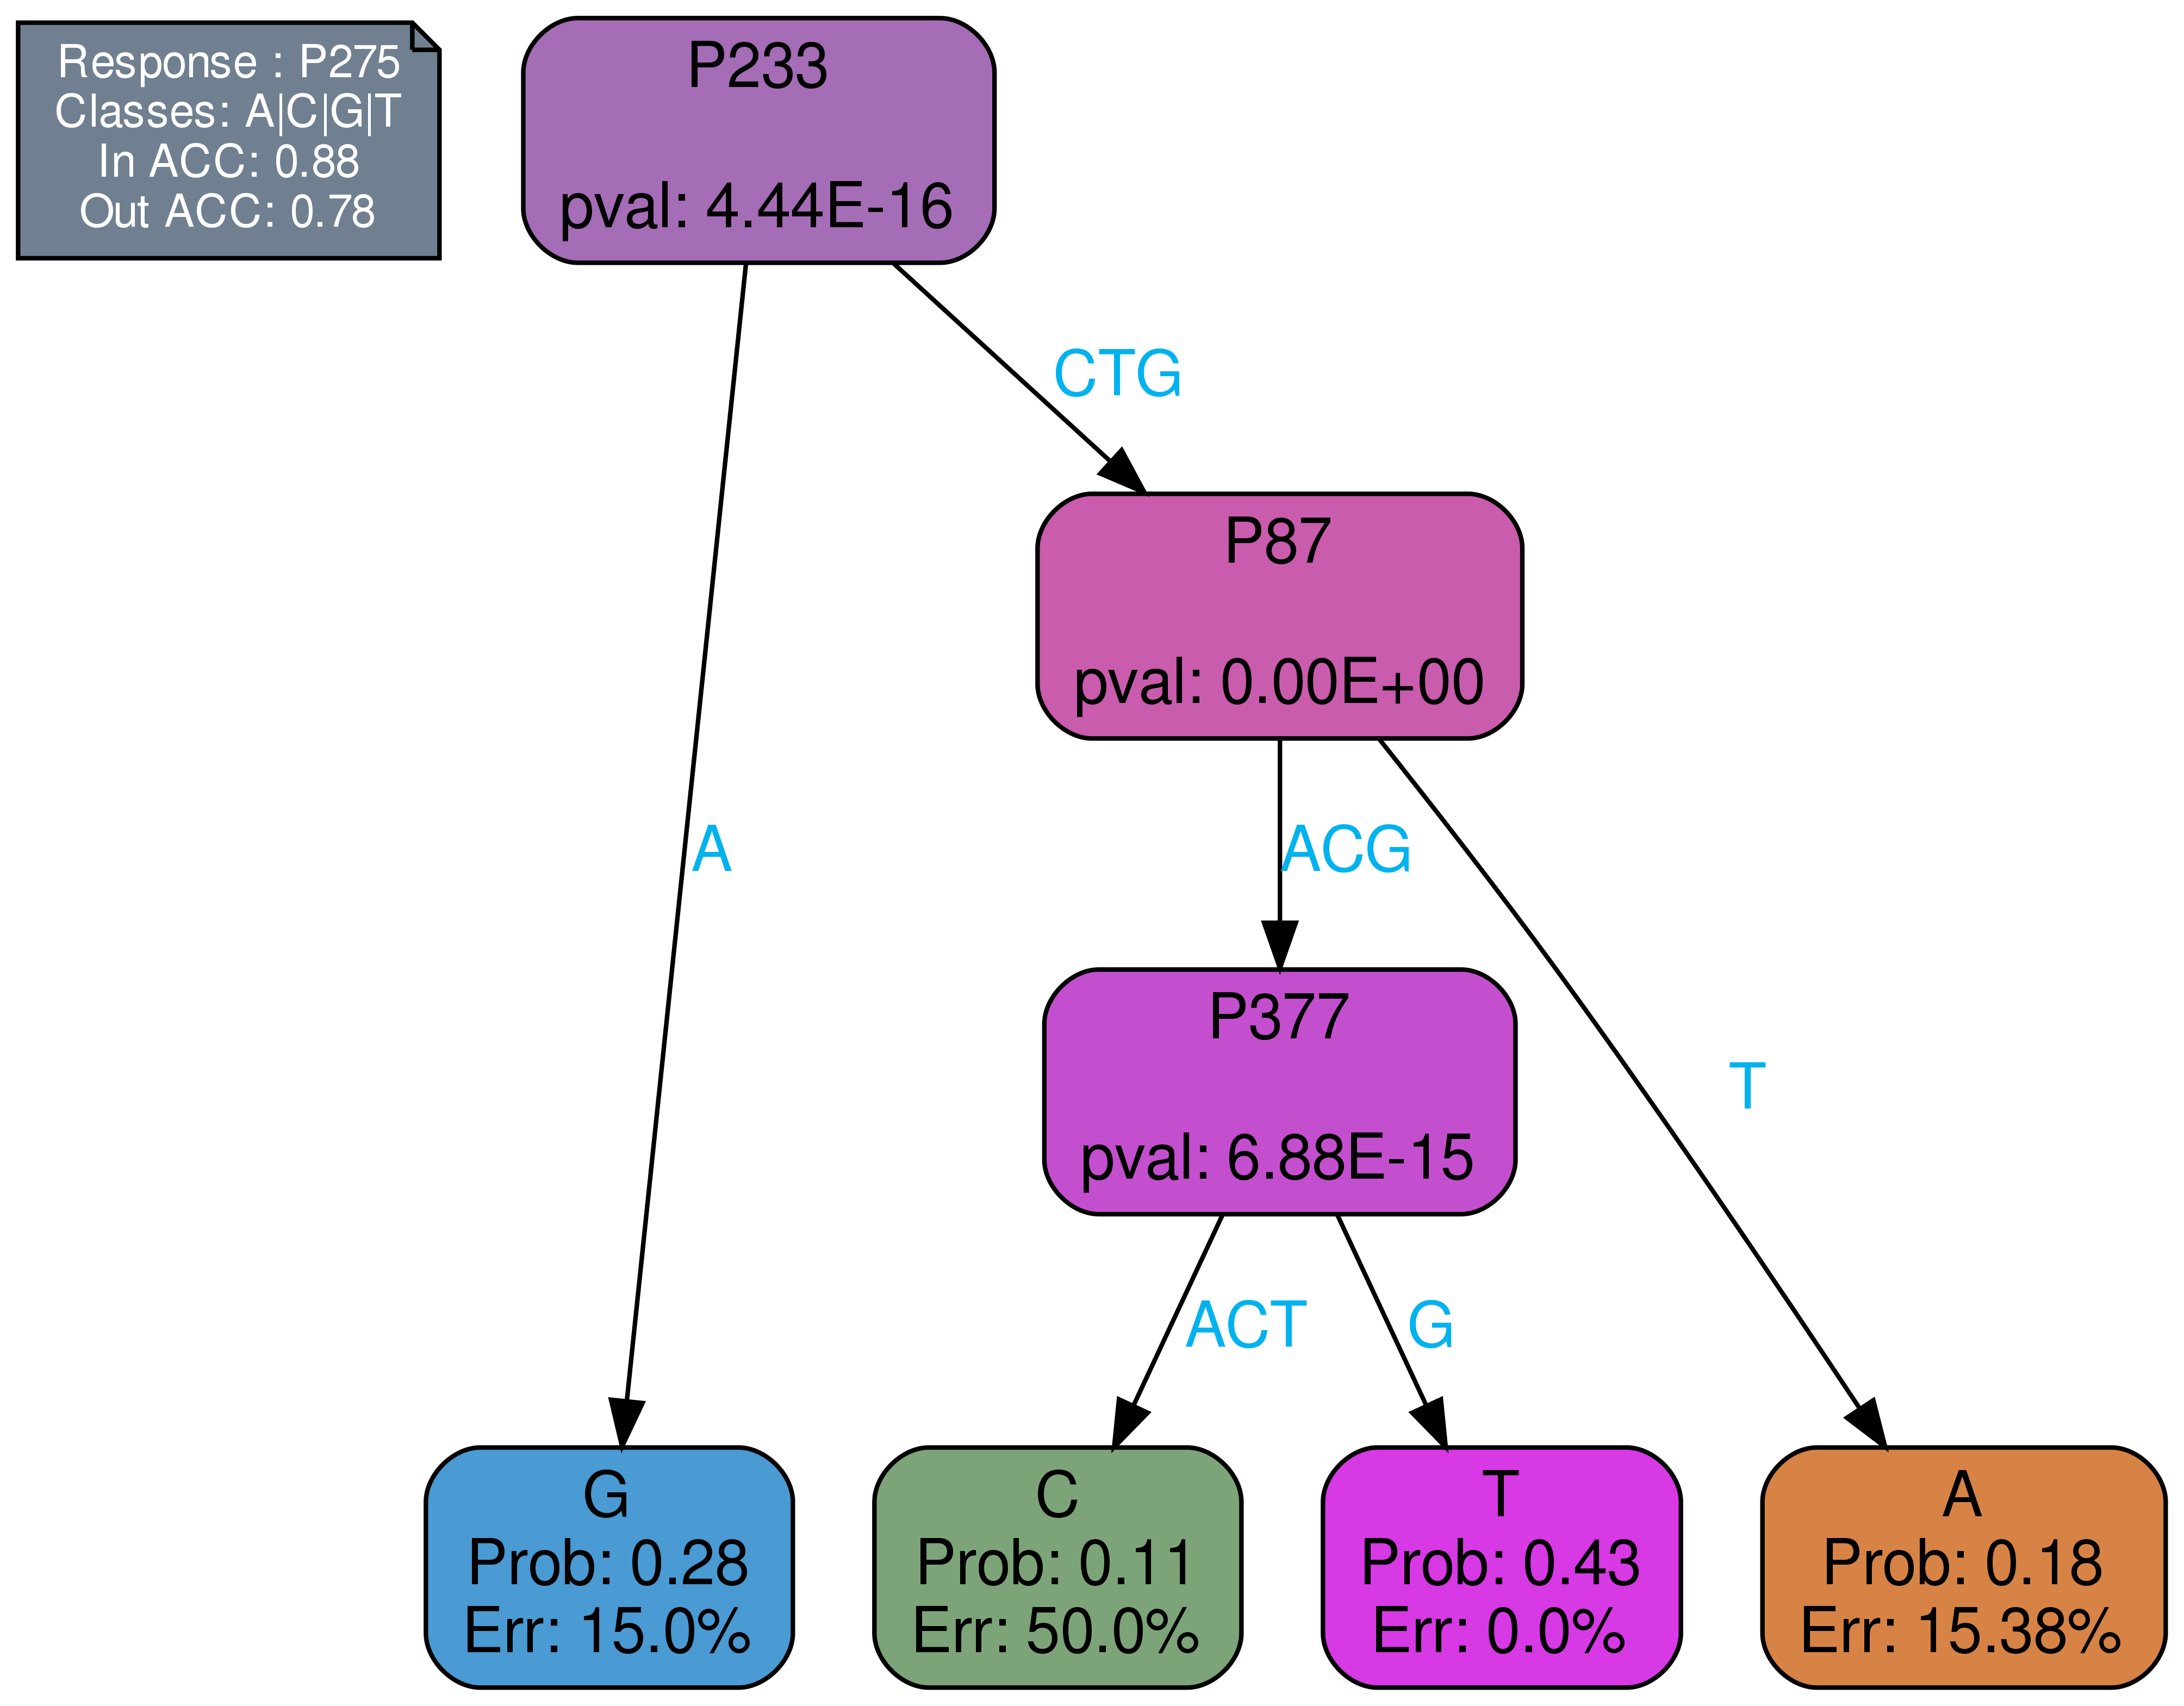 Response : P275
Classes: A|C|G|T
In ACC: 0.88
Out ACC: 0.78
P233
pval: 4.44E-16
CTG
P87
pval: 0.00E+00
A
ACG
P377
pval: 6.88E-15
T
ACT
G
G
Prob: 0.28
Err: 15.0%
C
Prob: 0.11
Err: 50.0%
T
Prob: 0.43
Err: 0.0%
A
Prob: 0.18
Err: 15.38%